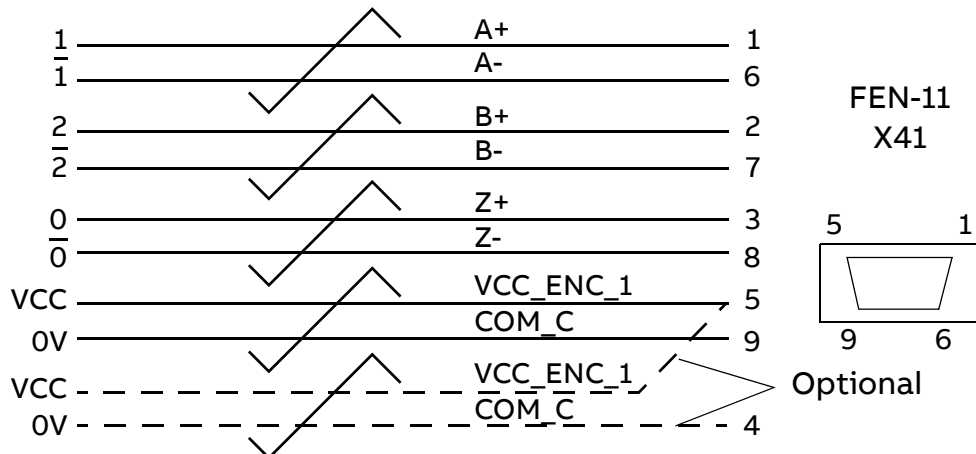 1 A+ 1
1̅ A- 6
2 B+ 2
2̅ B- 7
0 Z+ 3
0̅ Z- 8
VCC VCC_ENC_1 5
0V COM_C 9
VCC VCC_ENC_1
0V COM_C 4
Optional
FEN-11
X41
5 1
9 6